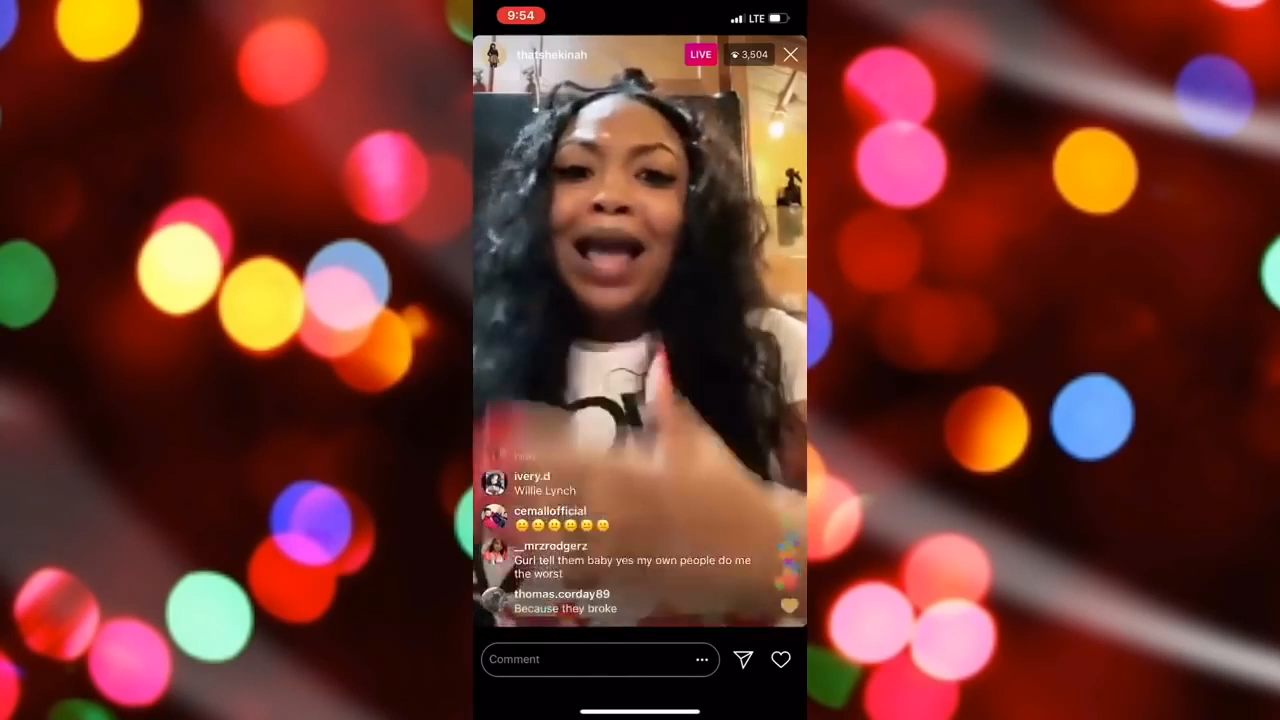 9:54
LTE
thatshekinah
LIVE
3,504
ivery.d
Willie Lynch
cemallofficial
__mrzrodgerz
Gurl tell them baby yes my own people do me
the worst
thomas.corday89
Because they broke
Comment